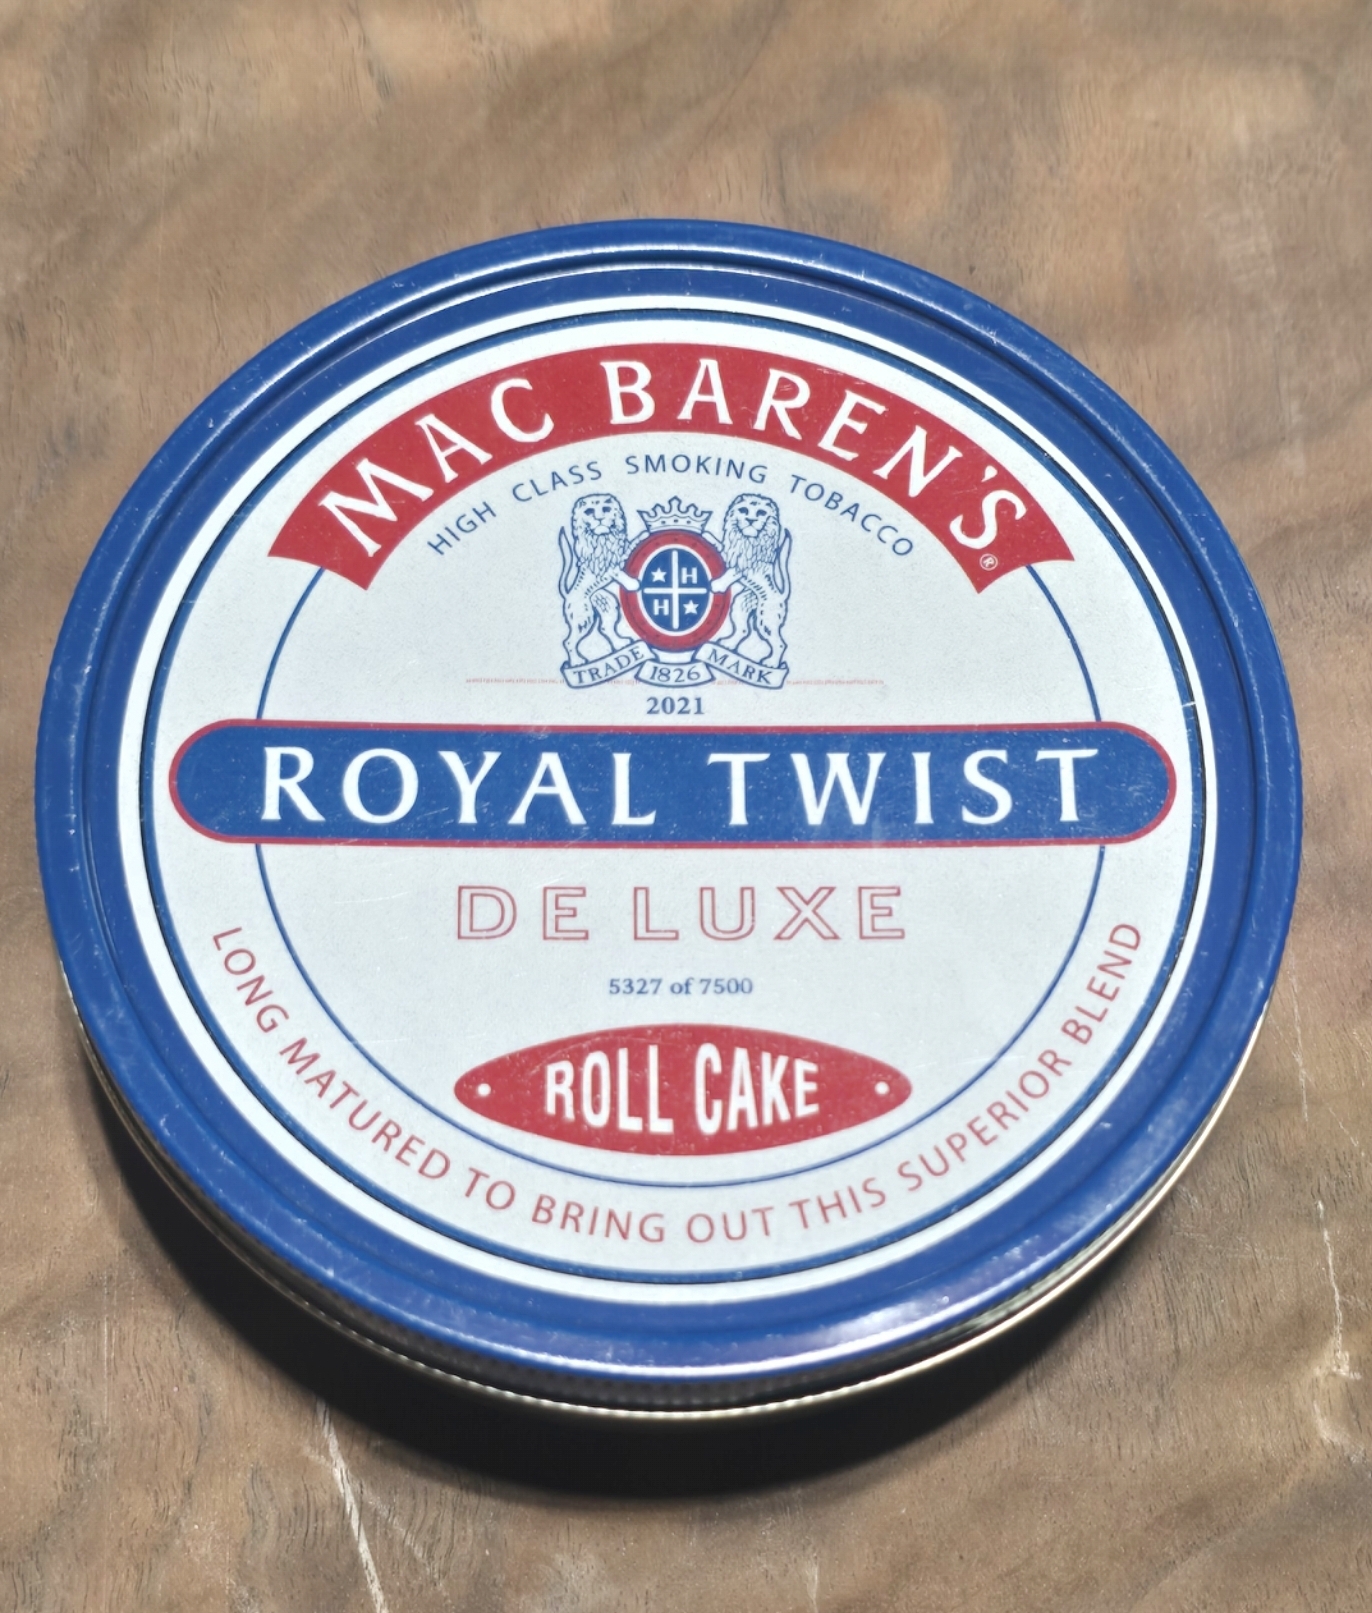 MAC BAREN'S®
HIGH CLASS SMOKING TOBACCO
H
H
TRADE 1826 MARK
2021
ROYAL TWIST
DE LUXE
5327 of 7500
ROLL CAKE
LONG MATURED TO BRING OUT THIS SUPERIOR BLEND